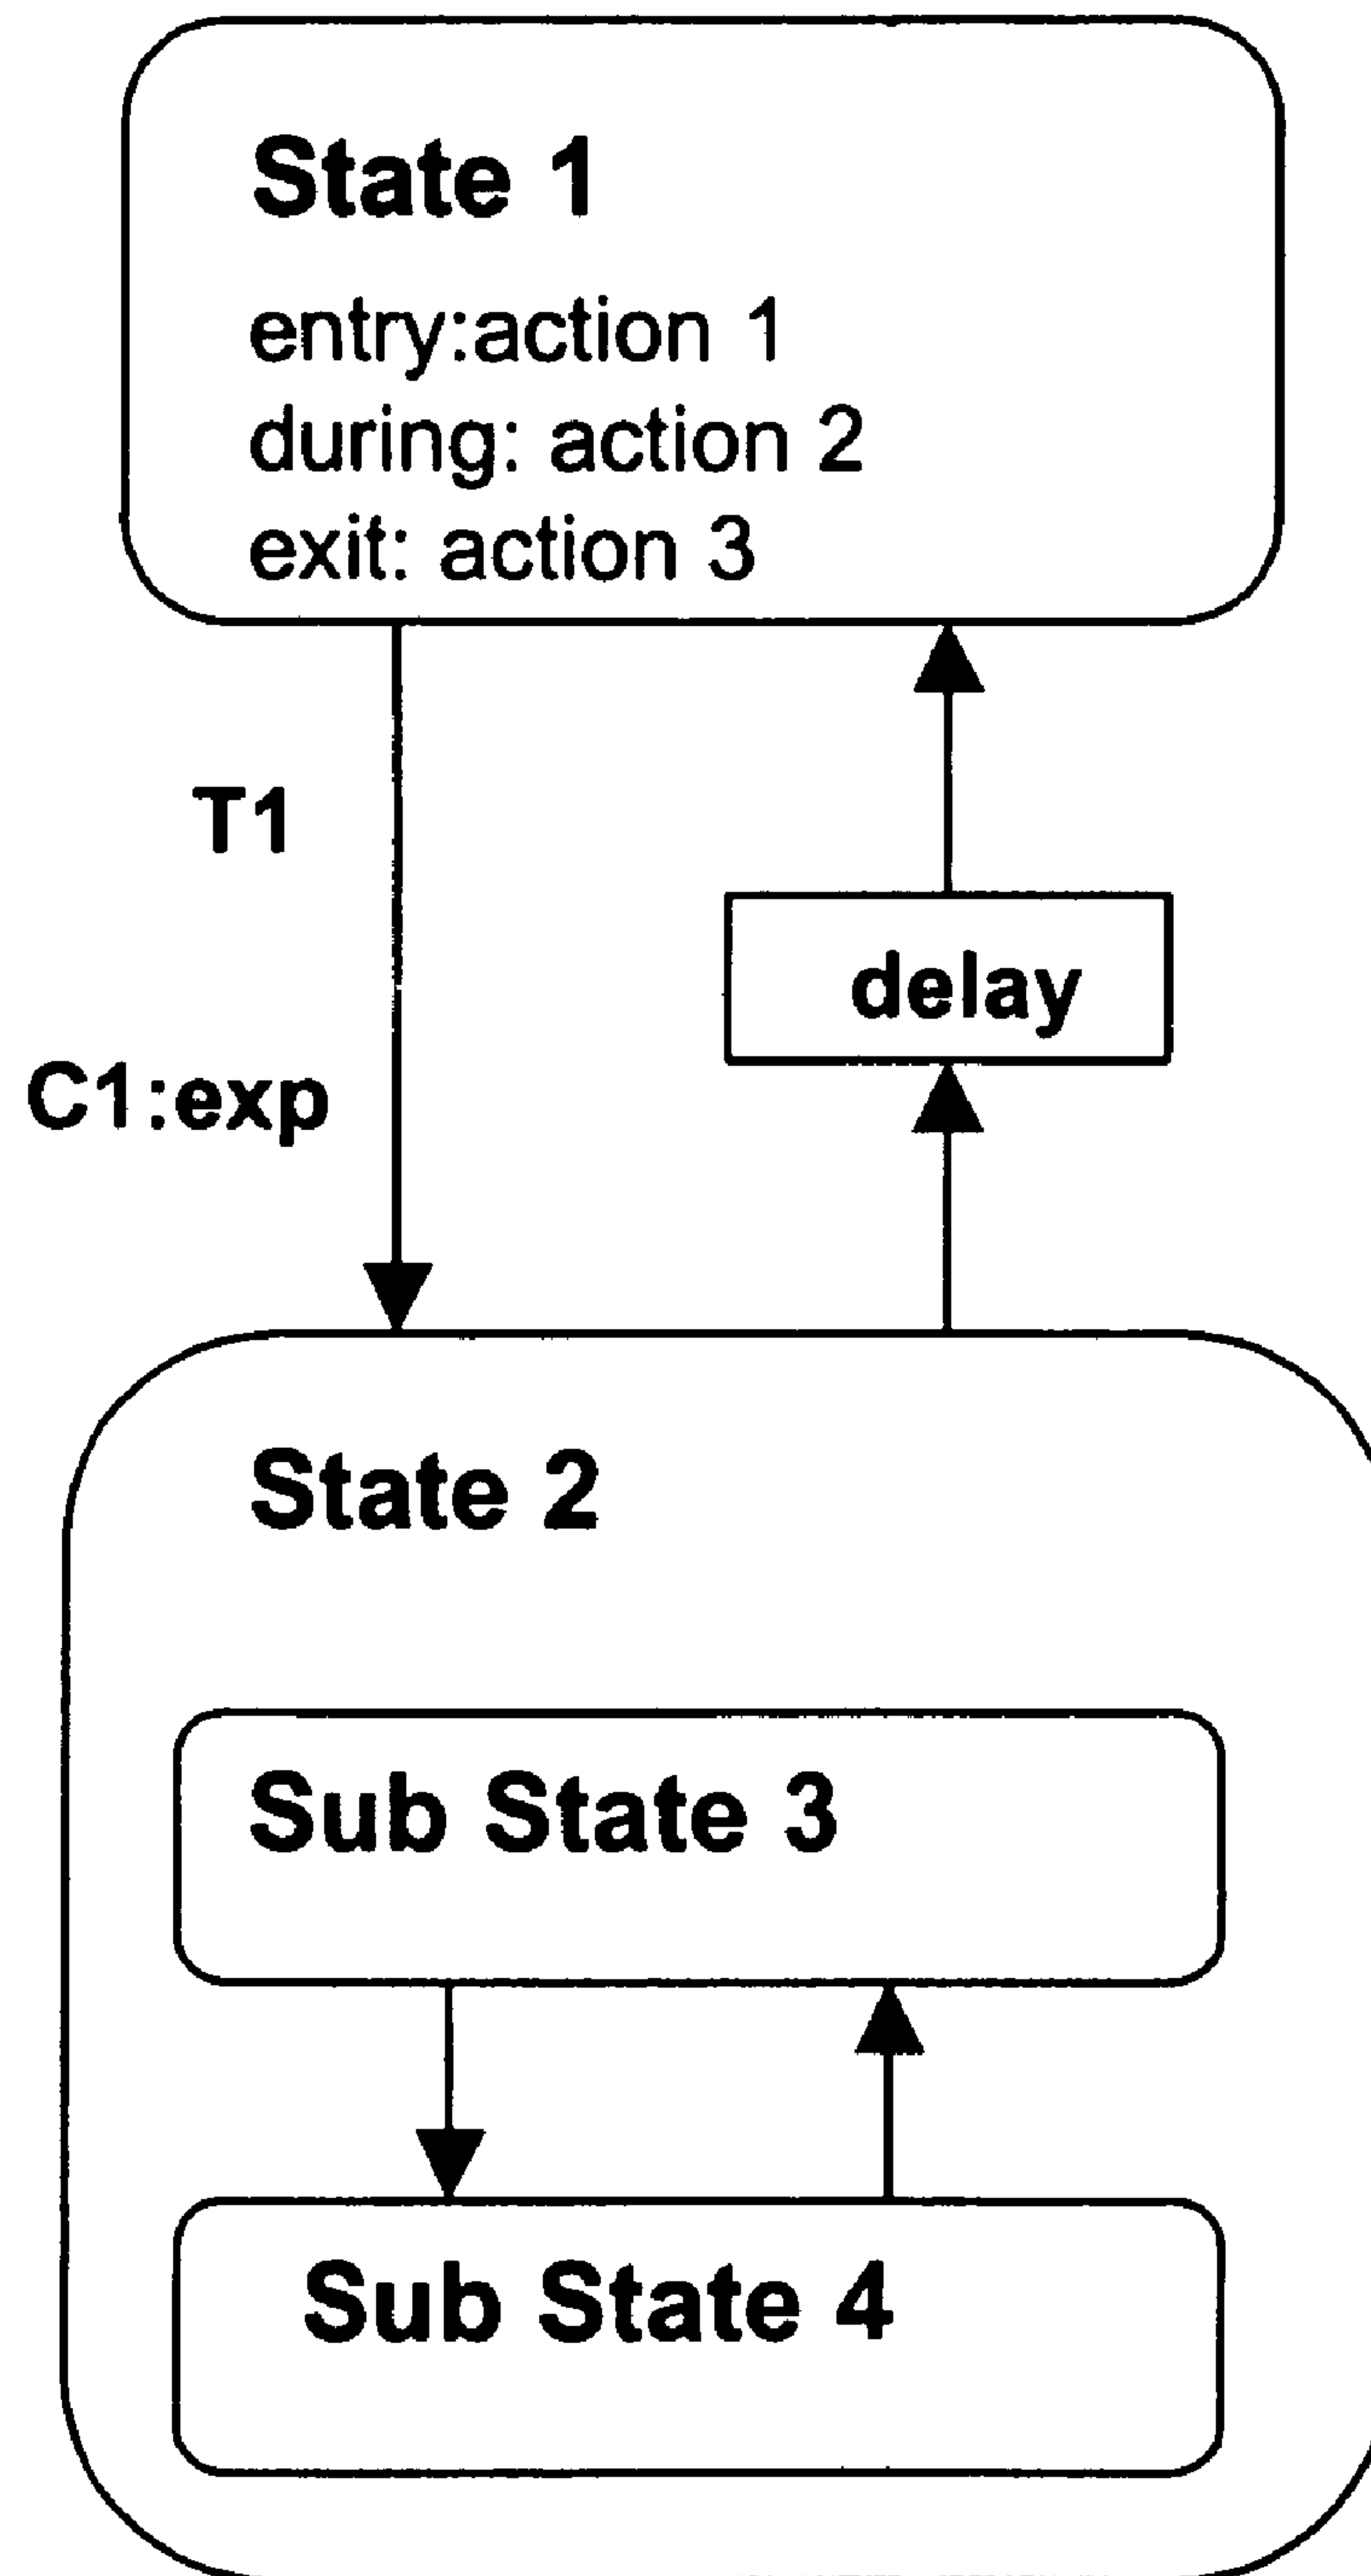 State 1
entry:action 1
during: action 2
exit: action 3
T1
delay
C1:exp
State 2
Sub State 3
Sub State 4